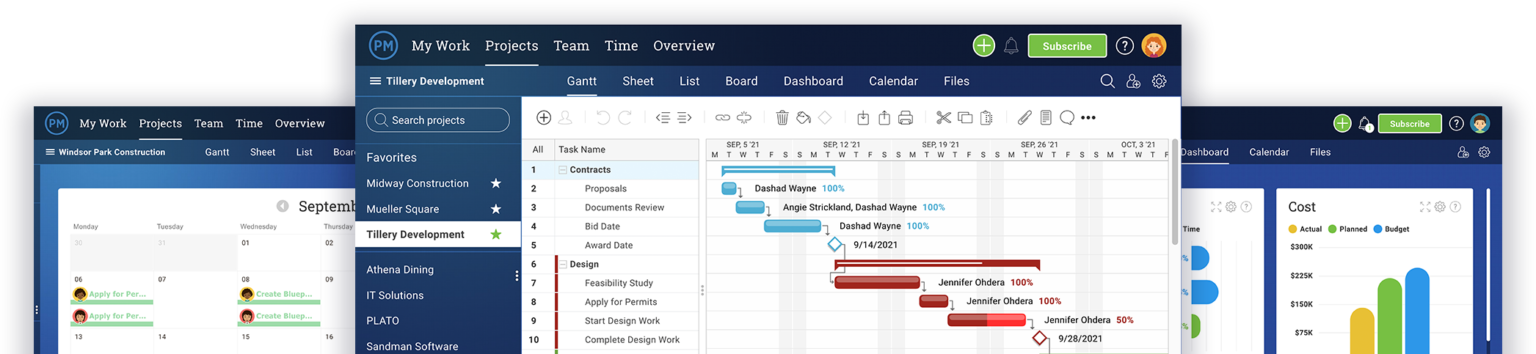 PM My Work Projects Team Time Overview Subscribe ?
Tillery Development Gantt Sheet List Board Dashboard Calendar Files
Search projects
Favorites
Midway Construction
Mueller Square
Tillery Development
Athena Dining
IT Solutions
PLATO
Sandman Software
All Task Name
SEP, 5 '21 SEP, 12 '21 SEP, 19 '21 SEP, 26 '21 OCT, 3 '21
M T W T F S S M T W T F S S M T W T F S S M T W T F S S M T W T F
1 Contracts
2 Proposals Dashad Wayne 100%
3 Documents Review Angie Strickland, Dashad Wayne 100%
4 Bid Date Dashad Wayne 100%
5 Award Date 9/14/2021
6 Design
7 Feasibility Study Jennifer Ohdera 100%
8 Apply for Permits Jennifer Ohdera 100%
9 Start Design Work Jennifer Ohdera 50%
10 Complete Design Work 9/28/2021
PM My Work Projects Team Time Overview
Windsor Park Construction Gantt Sheet List Boar
Septemb
Monday Tuesday Wednesday Thursday
30 31 01 02
06 07 08 09
Apply for Per... Create Bluep...
Apply for Per... Create Bluep...
13 14 15 16
1 Subscribe ?
Dashboard Calendar Files
?
Time
%
%
%
Cost ?
Actual Planned Budget
$300K
$225K
$150K
$75K